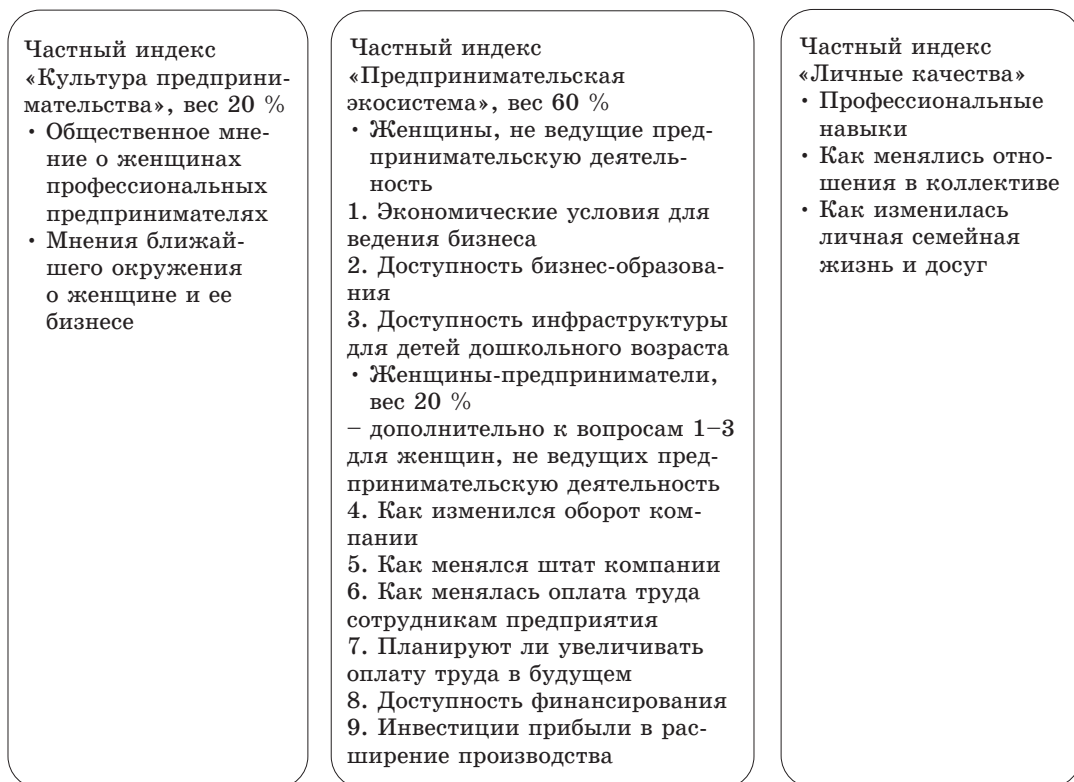 Частный индекс
«Культура предприни-
мательства», вес 20 %
• Общественное мне-
ние о женщинах
профессиональных
предпринимателях
• Мнения ближай-
шего окружения
о женщине и ее
бизнесе
Частный индекс
«Предпринимательская
экосистема», вес 60 %
• Женщины, не ведущие пред-
принимательскую деятель-
ность
1. Экономические условия для
ведения бизнеса
2. Доступность бизнес-образова-
ния
3. Доступность инфраструктуры
для детей дошкольного возраста
• Женщины-предприниматели,
вес 20 %
– дополнительно к вопросам 1–3
для женщин, не ведущих пред-
принимательскую деятельность
4. Как изменился оборот ком-
пании
5. Как менялся штат компании
6. Как менялась оплата труда
сотрудникам предприятия
7. Планируют ли увеличивать
оплату труда в будущем
8. Доступность финансирования
9. Инвестиции прибыли в рас-
ширение производства
Частный индекс
«Личные качества»
• Профессиональные
навыки
• Как менялись отно-
шения в коллективе
• Как изменилась
личная семейная
жизнь и досуг